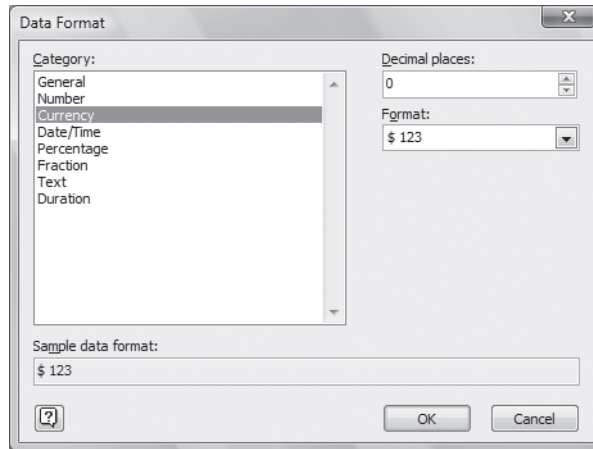 Data Format
Category:
General
Number
Currency
Date/Time
Percentage
Fraction
Text
Duration
Decimal places:
0
Format:
$ 123
Sample data format:
$ 123
OK
Cancel